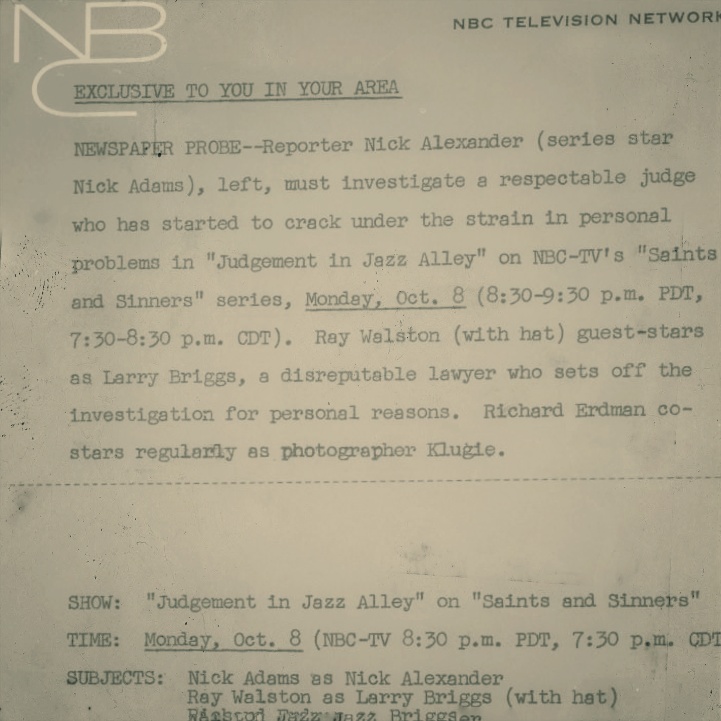 NBC
NBC TELEVISION NETWORK
EXCLUSIVE TO YOU IN YOUR AREA
NEWSPAPER PROBE--Reporter Nick Alexander (series star
Nick Adams), left, must investigate a respectable judge
who has started to crack under the strain in personal
problems in "Judgement in Jazz Alley" on NBC-TV's "Saints
and Sinners" series, Monday, Oct. 8 (8:30-9:30 p.m. PDT,
7:30-8:30 p.m. CDT). Ray Walston (with hat) guest-stars
as Larry Briggs, a disreputable lawyer who sets off the
investigation for personal reasons. Richard Erdman co-
stars regularly as photographer Klugie.
SHOW: "Judgement in Jazz Alley" on "Saints and Sinners"
TIME: Monday, Oct. 8 (NBC-TV 8:30 p.m. PDT, 7:30 p.m. CDT
SUBJECTS: Nick Adams as Nick Alexander
Ray Walston as Larry Briggs (with hat)